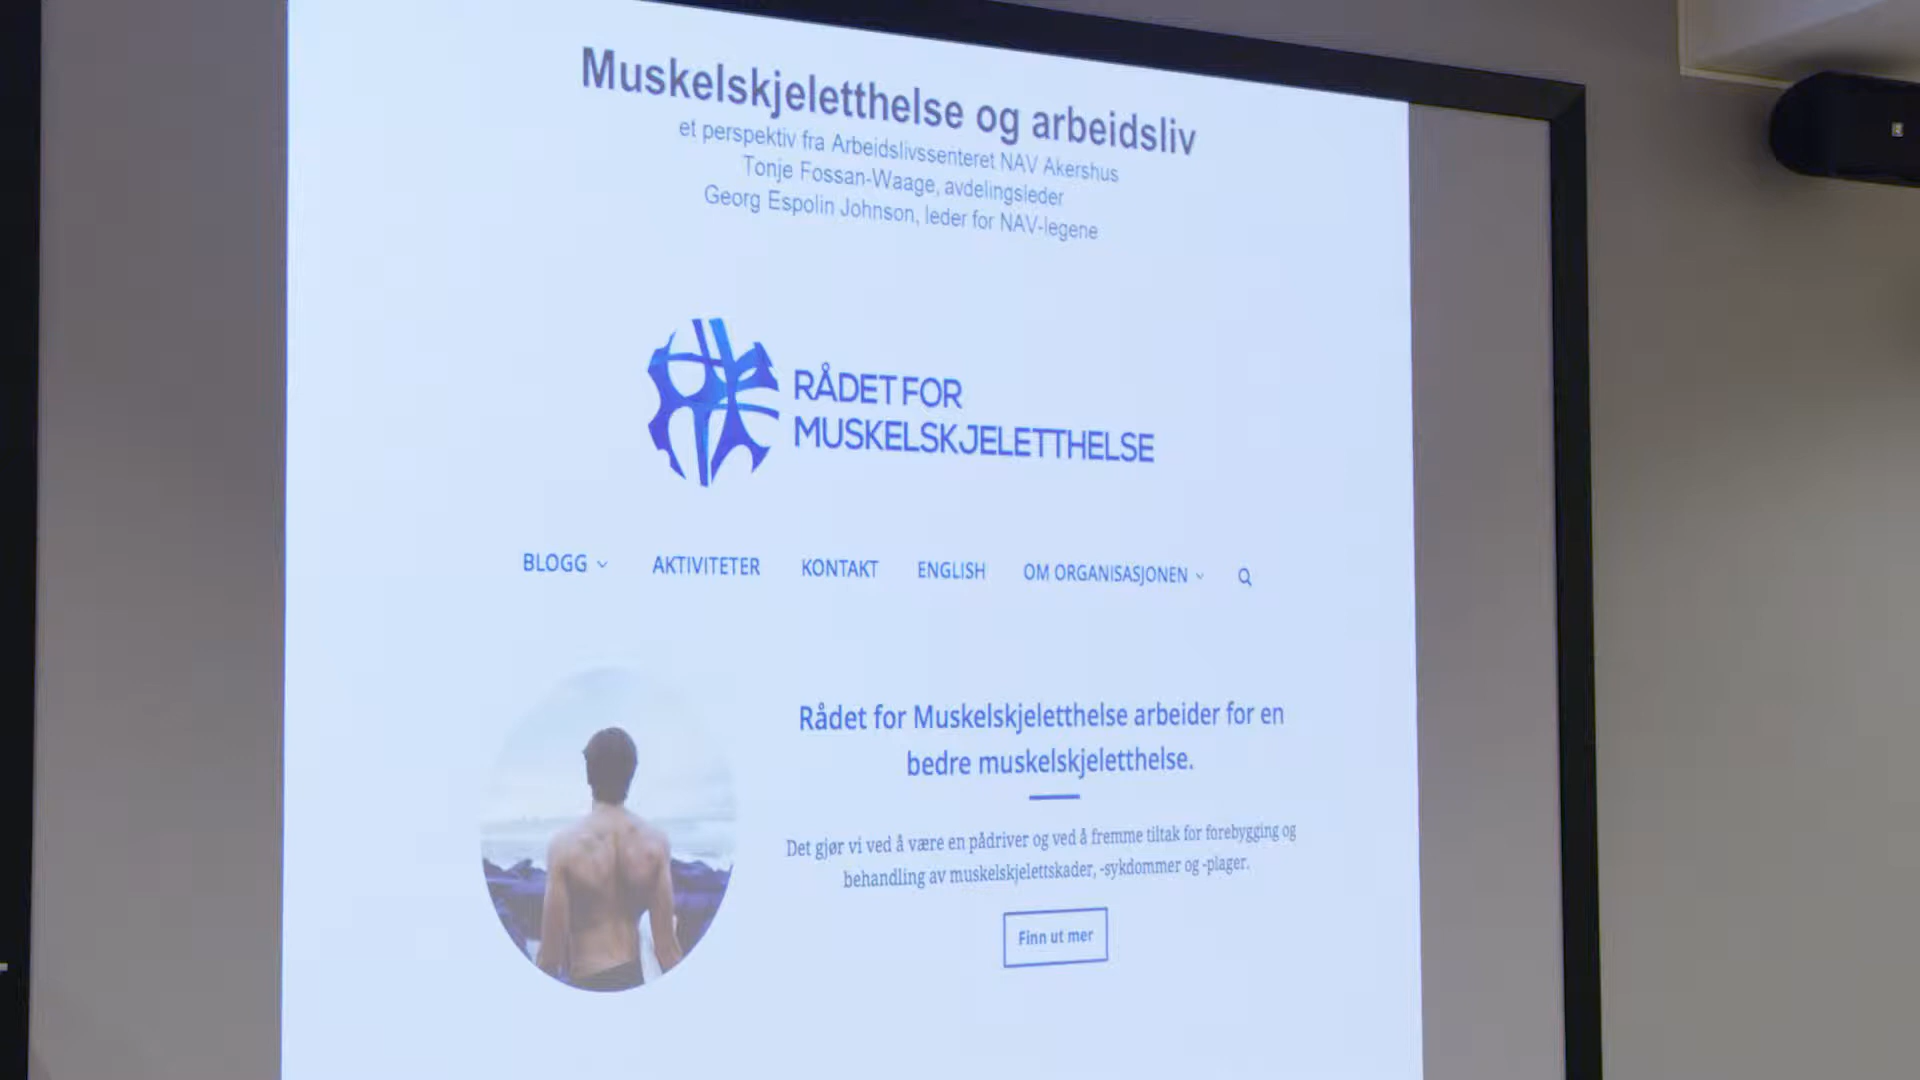 Muskelskjeletthelse og arbeidsliv
et perspektiv fra Arbeidslivssenteret NAV Akershus
Tonje Fossan-Waage, avdelingsleder
Georg Espolin Johnson, leder for NAV-legene
RÅDET FOR
MUSKELSKJELETTHELSE
BLOGG AKTIVITETER KONTAKT ENGLISH OM ORGANISASJONEN
Rådet for Muskelskjeletthelse arbeider for en
bedre muskelskjeletthelse.
Det gjør vi ved å være en pådriver og ved å fremme tiltak for forebygging og
behandling av muskelskjelettskader, -sykdommer og -plager.
Finn ut mer